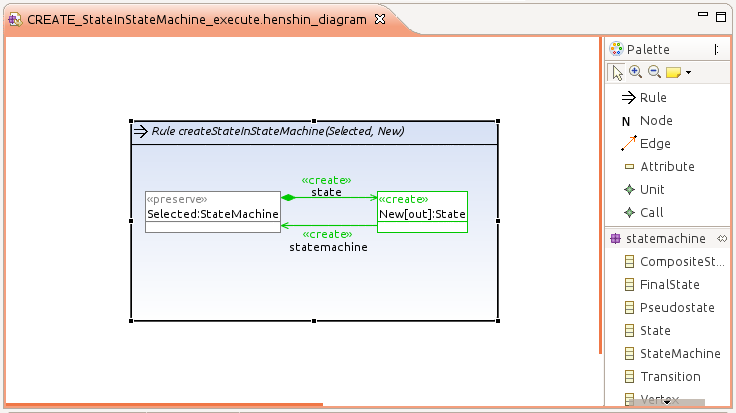 CREATE_StateInStateMachine_execute.henshin_diagram
Rule createStateInStateMachine(Selected, New)
«create»
state
«preserve»
Selected:StateMachine
«create»
New[out]:State
«create»
statemachine
Palette
Rule
N Node
Edge
Attribute
Unit
Call
statemachine
CompositeSt...
FinalState
Pseudostate
State
StateMachine
Transition
Vertex